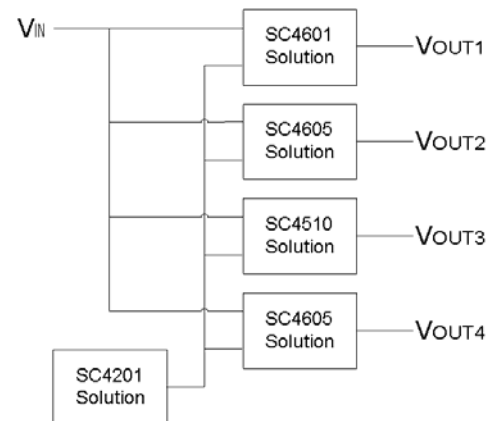 VIN
SC4601
Solution
VOUT1
SC4605
Solution
VOUT2
SC4510
Solution
VOUT3
SC4605
Solution
VOUT4
SC4201
Solution